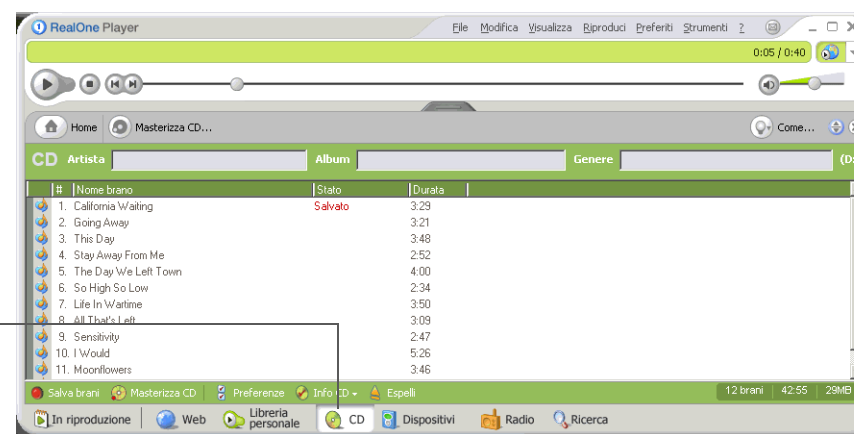 RealOne Player File Modifica Visualizza Riproduci Preferiti Strumenti ?
0:05 / 0:40
Home Masterizza CD... Come...
CD Artista Album Genere (D:
# Nome brano Stato Durata
1. California Waiting Salvato 3:29
2. Going Away 3:21
3. This Day 3:48
4. Stay Away From Me 2:52
5. The Day We Left Town 4:00
6. So High So Low 2:34
7. Life In Wartime 3:50
8. All That's Left 3:09
9. Sensitivity 2:47
10. I Would 5:26
11. Moonflowers 3:46
Salva brani Masterizza CD Preferenze Info CD Espelli 12 brani 42:55 29MB
In riproduzione Web Libreria personale CD Dispositivi Radio Ricerca